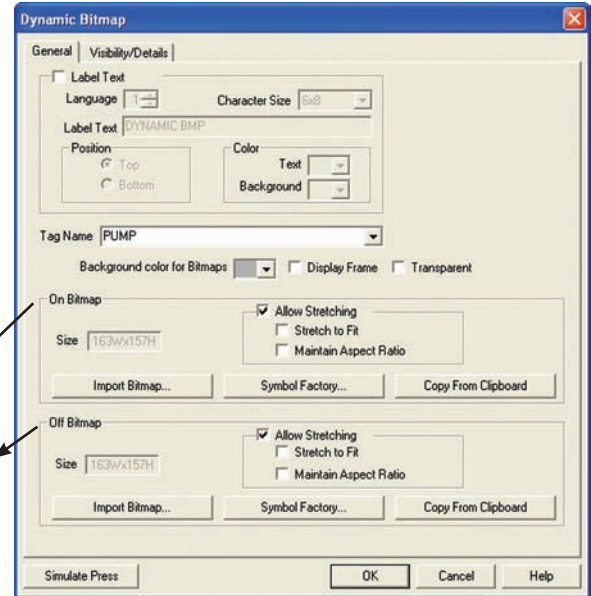 Dynamic Bitmap
General Visibility/Details
Label Text
Language 1 Character Size 6x8
Label Text DYNAMIC BMP
Position Color
Top Text
Bottom Background
Tag Name PUMP
Background color for Bitmaps Display Frame Transparent
On Bitmap
Allow Stretching
Size 163Wx157H Stretch to Fit
Maintain Aspect Ratio
Import Bitmap... Symbol Factory... Copy From Clipboard
Off Bitmap
Allow Stretching
Size 163Wx157H Stretch to Fit
Maintain Aspect Ratio
Import Bitmap... Symbol Factory... Copy From Clipboard
Simulate Press OK Cancel Help